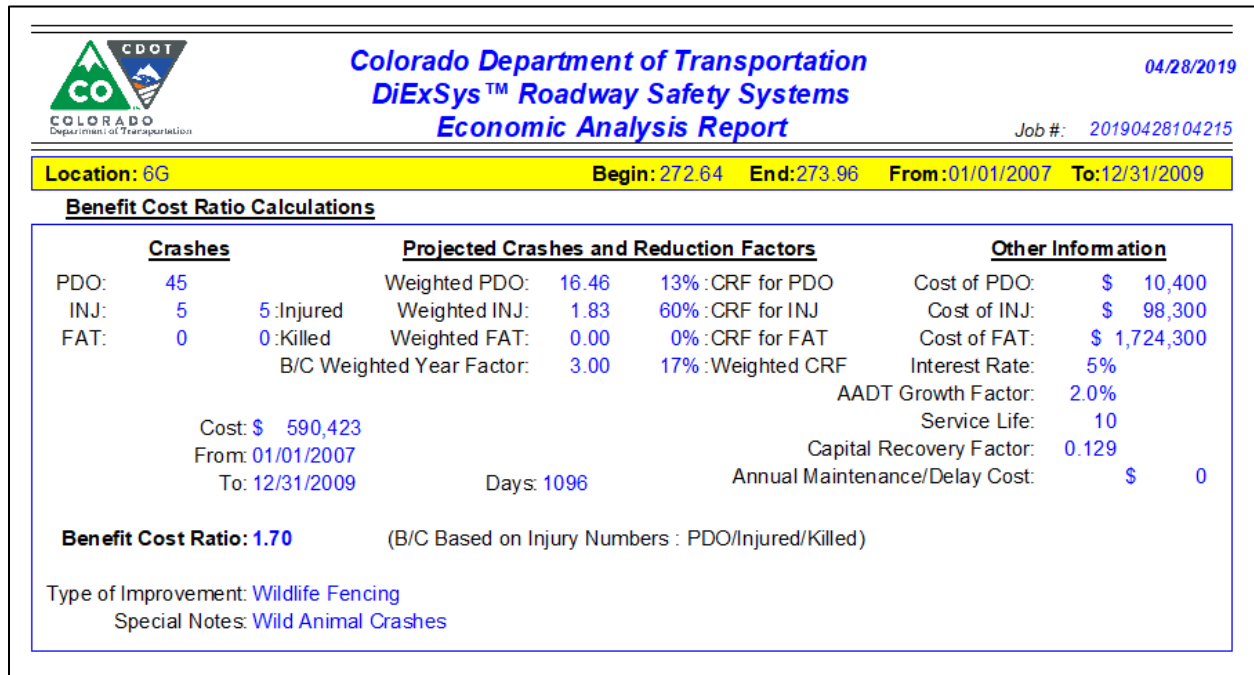 CDOT
CO
COLORADO
Department of Transportation
Colorado Department of Transportation
DiExSys™ Roadway Safety Systems
Economic Analysis Report
04/28/2019
Job #: 20190428104215
Location: 6G Begin: 272.64 End:273.96 From:01/01/2007 To:12/31/2009
Benefit Cost Ratio Calculations
Crashes Projected Crashes and Reduction Factors Other Information
PDO: 45 Weighted PDO: 16.46 13% :CRF for PDO Cost of PDO: $ 10,400
INJ: 5 5 :Injured Weighted INJ: 1.83 60% :CRF for INJ Cost of INJ: $ 98,300
FAT: 0 0 :Killed Weighted FAT: 0.00 0% :CRF for FAT Cost of FAT: $ 1,724,300
B/C Weighted Year Factor: 3.00 17% :Weighted CRF Interest Rate: 5%
AADT Growth Factor: 2.0%
Cost: $ 590,423 Service Life: 10
From: 01/01/2007 Capital Recovery Factor: 0.129
To: 12/31/2009 Days: 1096 Annual Maintenance/Delay Cost: $ 0
Benefit Cost Ratio: 1.70 (B/C Based on Injury Numbers : PDO/Injured/Killed)
Type of Improvement: Wildlife Fencing
Special Notes: Wild Animal Crashes